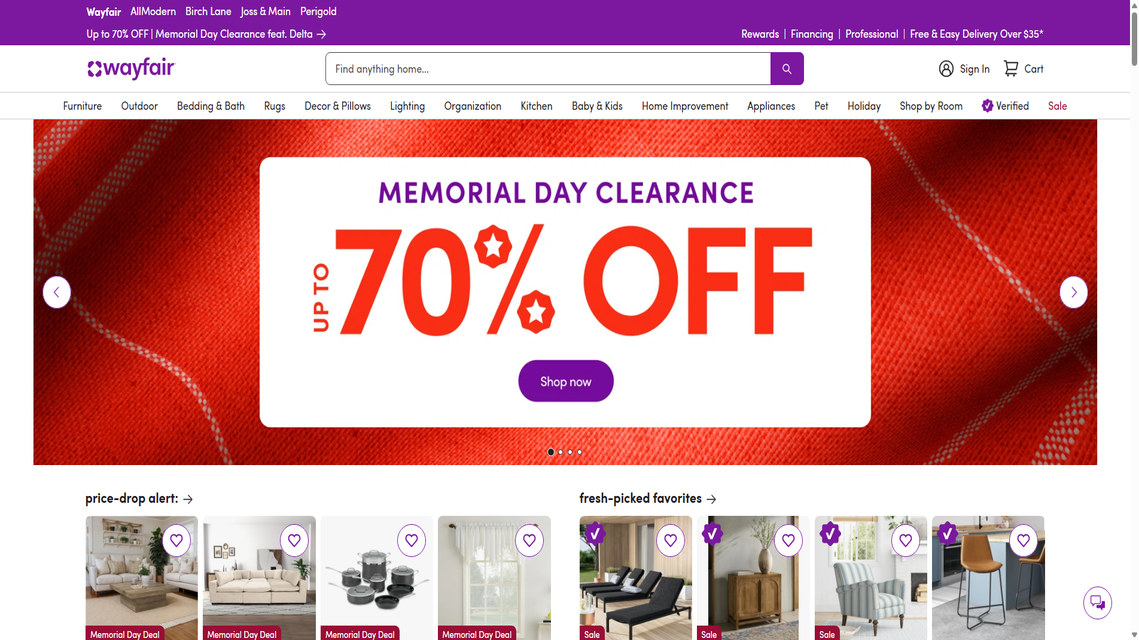 Wayfair AllModern Birch Lane Joss & Main Perigold
Up to 70% OFF | Memorial Day Clearance feat. Delta →
Rewards | Financing | Professional | Free & Easy Delivery Over $35*
wayfair
Find anything home...
Sign In
Cart
Furniture Outdoor Bedding & Bath Rugs Decor & Pillows Lighting Organization Kitchen Baby & Kids Home Improvement Appliances Pet Holiday Shop by Room Verified Sale
MEMORIAL DAY CLEARANCE
UP TO
70% OFF
Shop now
price-drop alert: →
fresh-picked favorites →
Memorial Day Deal
Memorial Day Deal
Memorial Day Deal
Memorial Day Deal
Sale
Sale
Sale